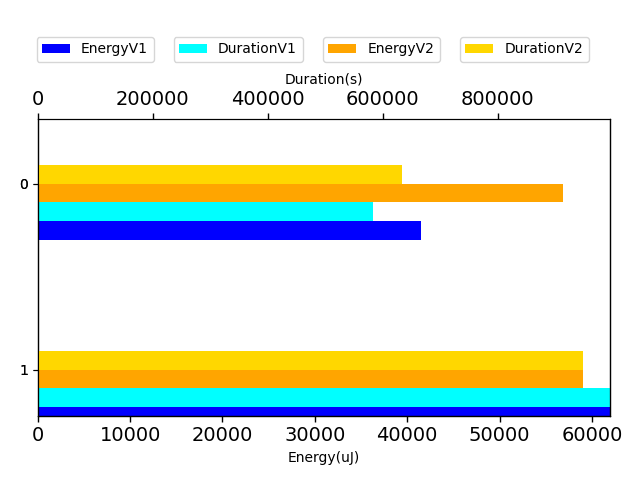 EnergyV1 DurationV1 EnergyV2 DurationV2
Duration(s)
0 200000 400000 600000 800000
0
1
0 10000 20000 30000 40000 50000 60000
Energy(uJ)